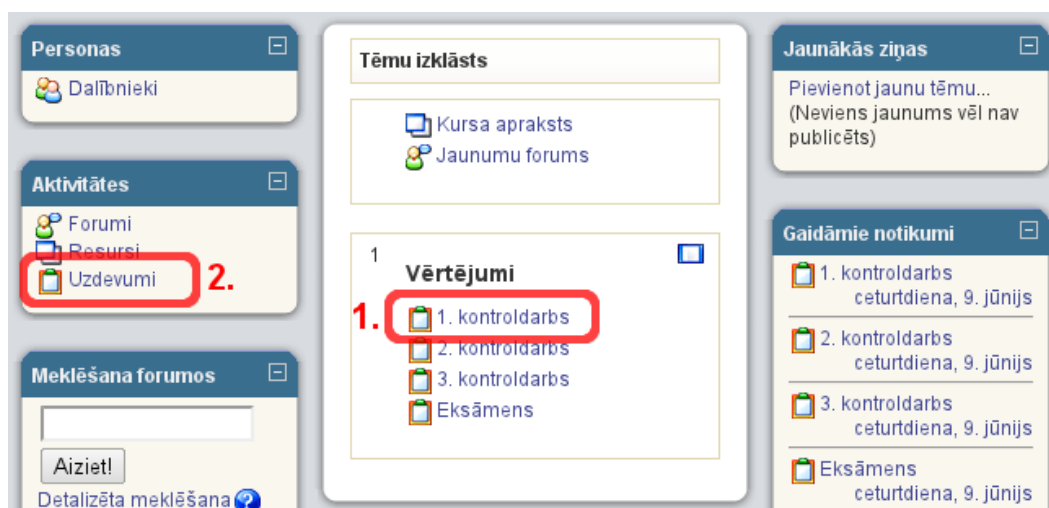 Personas
Dalībnieki
Aktivitātes
Forumi
Resursi
Uzdevumi
2.
Meklēšana forumos
Aiziet!
Detalizēta meklēšana
Tēmu izklāsts
Kursa apraksts
Jaunumu forums
1
Vērtējumi
1.
1. kontroldarbs
2. kontroldarbs
3. kontroldarbs
Eksāmens
Jaunākās ziņas
Pievienot jaunu tēmu...
(Neviens jaunums vēl nav
publicēts)
Gaidāmie notikumi
1. kontroldarbs
ceturtdiena, 9. jūnijs
2. kontroldarbs
ceturtdiena, 9. jūnijs
3. kontroldarbs
ceturtdiena, 9. jūnijs
Eksāmens
ceturtdiena, 9. jūnijs